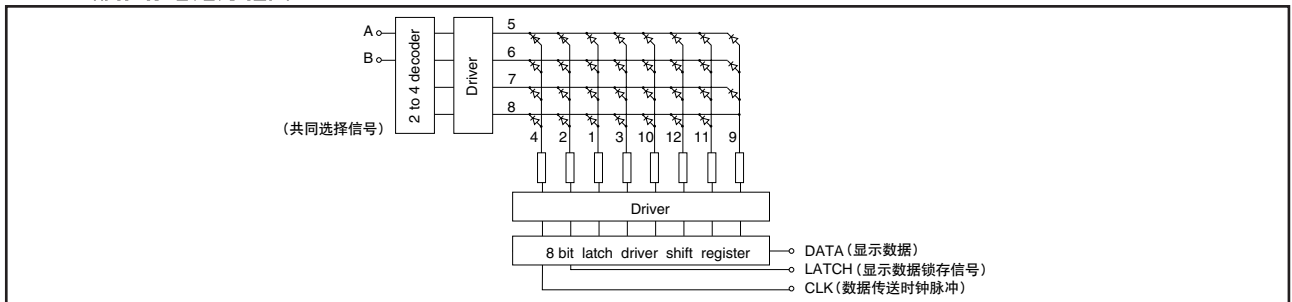 A
B
(共同选择信号)
2 to 4 decoder
Driver
5
6
7
8
4 2 1 3 10 12 11 9
Driver
8 bit latch driver shift register
DATA(显示数据)
LATCH(显示数据锁存信号)
CLK(数据传送时钟脉冲)